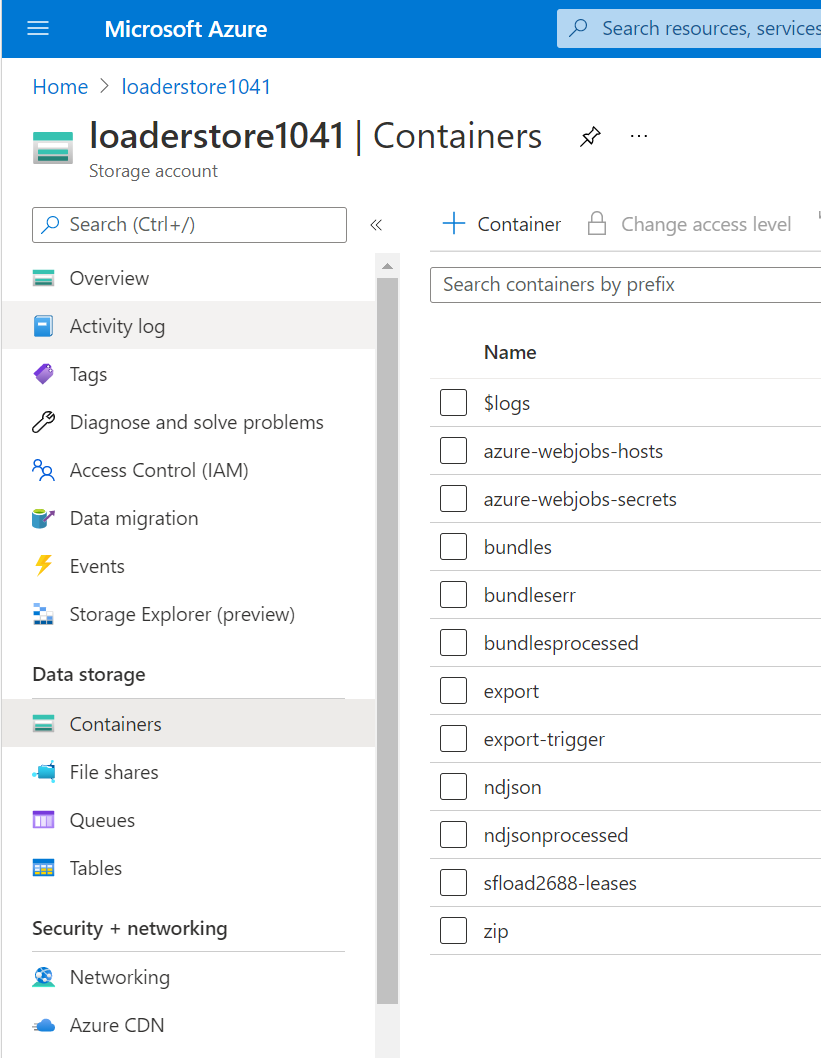 Microsoft Azure
Search resources, services
Home > loaderstore1041
loaderstore1041 | Containers
Storage account
Search (Ctrl+/)
Overview
Activity log
Tags
Diagnose and solve problems
Access Control (IAM)
Data migration
Events
Storage Explorer (preview)
Data storage
Containers
File shares
Queues
Tables
Security + networking
Networking
Azure CDN
+ Container
Change access level
Search containers by prefix
Name
$logs
azure-webjobs-hosts
azure-webjobs-secrets
bundles
bundleserr
bundlesprocessed
export
export-trigger
ndjson
ndjsonprocessed
sfload2688-leases
zip